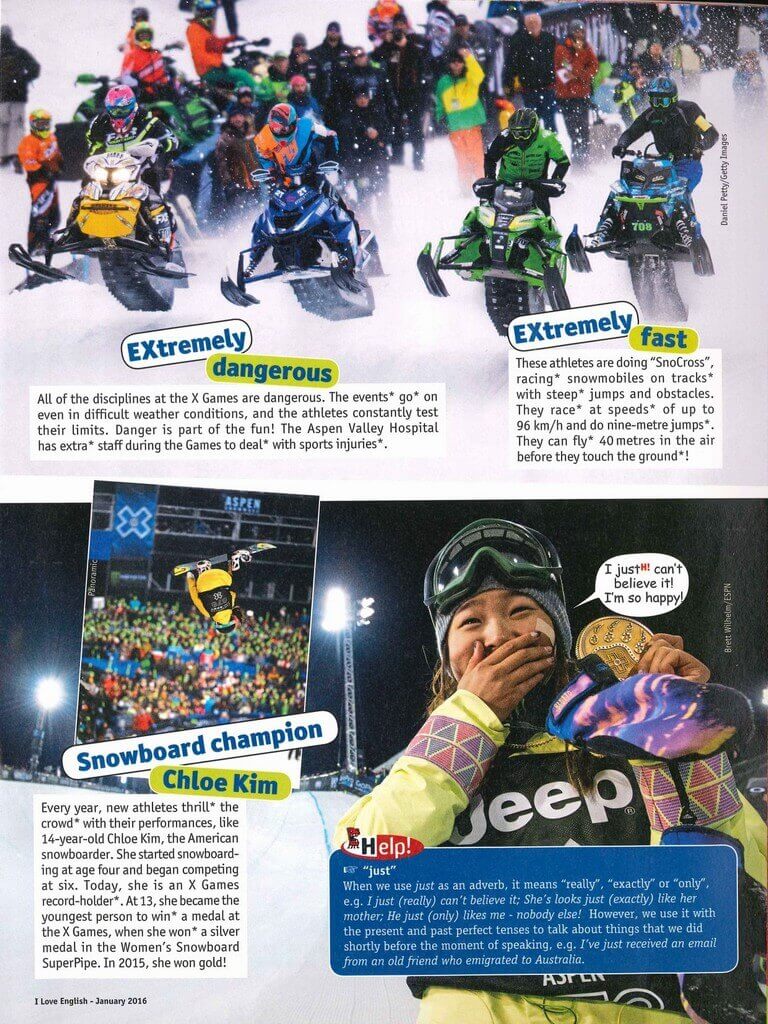 Daniel Petty/Getty Images
708
EXtremely
dangerous
All of the disciplines at the X Games are dangerous. The events* go* on
even in difficult weather conditions, and the athletes constantly test
their limits. Danger is part of the fun! The Aspen Valley Hospital
has extra* staff during the Games to deal* with sports injuries*.
EXtremely
fast
These athletes are doing “SnoCross”,
racing* snowmobiles on tracks*
with steep* jumps and obstacles.
They race* at speeds* of up to
96 km/h and do nine-metre jumps*.
They can fly* 40 metres in the air
before they touch the ground*!
ASPEN
Panoramic
Snowboard champion
Chloe Kim
Every year, new athletes thrill* the
crowd* with their performances, like
14-year-old Chloe Kim, the American
snowboarder. She started snowboard-
ing at age four and began competing
at six. Today, she is an X Games
record-holder*. At 13, she became the
youngest person to win* a medal at
the X Games, when she won* a silver
medal in the Women's Snowboard
SuperPipe. In 2015, she won gold!
I justH! can't
believe it!
I'm so happy!
Brett Wilhelm/ESPN
Jeep
Help!
“just”
When we use just as an adverb, it means “really”, “exactly” or “only”,
e.g. I just (really) can't believe it; She's looks just (exactly) like her
mother; He just (only) likes me - nobody else! However, we use it with
the present and past perfect tenses to talk about things that we did
shortly before the moment of speaking, e.g. I've just received an email
from an old friend who emigrated to Australia.
ASPEN
I Love English - January 2016